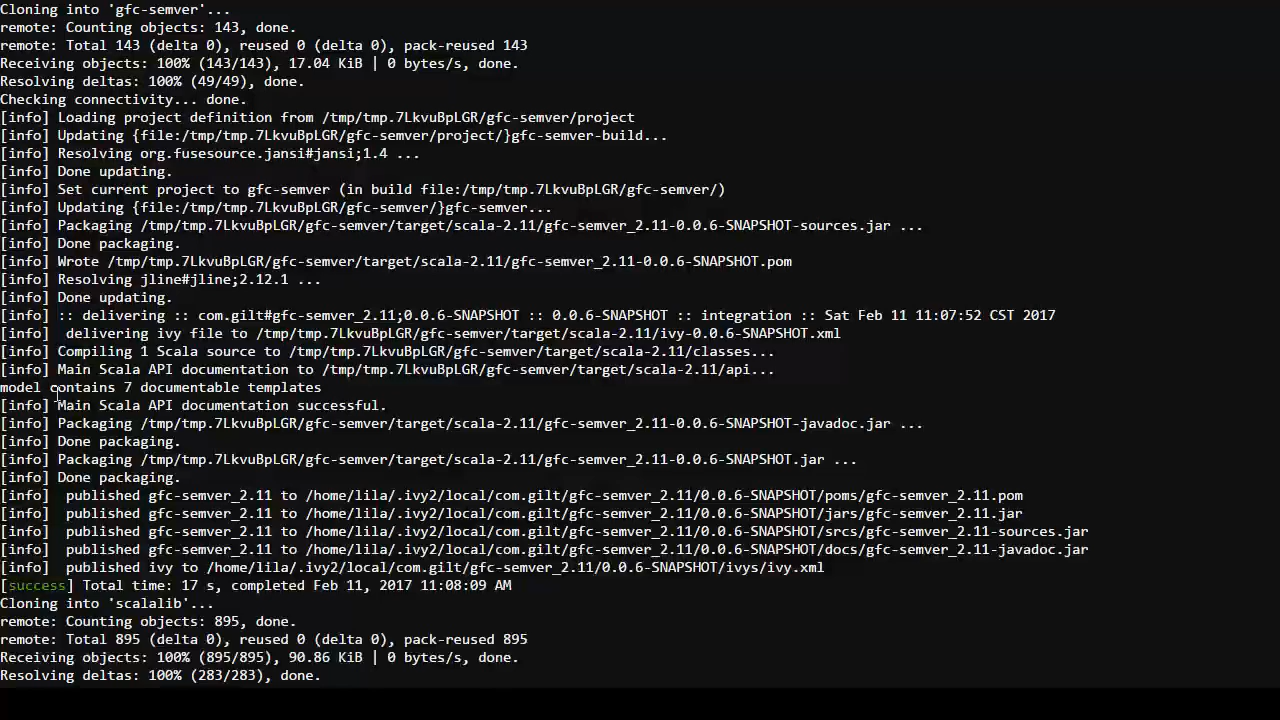 Cloning into 'gfc-semver'...
remote: Counting objects: 143, done.
remote: Total 143 (delta 0), reused 0 (delta 0), pack-reused 143
Receiving objects: 100% (143/143), 17.04 KiB | 0 bytes/s, done.
Resolving deltas: 100% (49/49), done.
Checking connectivity... done.
[info] Loading project definition from /tmp/tmp.7LkvuBpLGR/gfc-semver/project
[info] Updating {file:/tmp/tmp.7LkvuBpLGR/gfc-semver/project/}gfc-semver-build...
[info] Resolving org.fusesource.jansi#jansi;1.4 ...
[info] Done updating.
[info] Set current project to gfc-semver (in build file:/tmp/tmp.7LkvuBpLGR/gfc-semver/)
[info] Updating {file:/tmp/tmp.7LkvuBpLGR/gfc-semver/}gfc-semver...
[info] Packaging /tmp/tmp.7LkvuBpLGR/gfc-semver/target/scala-2.11/gfc-semver_2.11-0.0.6-SNAPSHOT-sources.jar ...
[info] Done packaging.
[info] Wrote /tmp/tmp.7LkvuBpLGR/gfc-semver/target/scala-2.11/gfc-semver_2.11-0.0.6-SNAPSHOT.pom
[info] Resolving jline#jline;2.12.1 ...
[info] Done updating.
[info] :: delivering :: com.gilt#gfc-semver_2.11;0.0.6-SNAPSHOT :: 0.0.6-SNAPSHOT :: integration :: Sat Feb 11 11:07:52 CST 2017
[info]  delivering ivy file to /tmp/tmp.7LkvuBpLGR/gfc-semver/target/scala-2.11/ivy-0.0.6-SNAPSHOT.xml
[info] Compiling 1 Scala source to /tmp/tmp.7LkvuBpLGR/gfc-semver/target/scala-2.11/classes...
[info] Main Scala API documentation to /tmp/tmp.7LkvuBpLGR/gfc-semver/target/scala-2.11/api...
model contains 7 documentable templates
[info] Main Scala API documentation successful.
[info] Packaging /tmp/tmp.7LkvuBpLGR/gfc-semver/target/scala-2.11/gfc-semver_2.11-0.0.6-SNAPSHOT-javadoc.jar ...
[info] Done packaging.
[info] Packaging /tmp/tmp.7LkvuBpLGR/gfc-semver/target/scala-2.11/gfc-semver_2.11-0.0.6-SNAPSHOT.jar ...
[info] Done packaging.
[info]  published gfc-semver_2.11 to /home/lila/.ivy2/local/com.gilt/gfc-semver_2.11/0.0.6-SNAPSHOT/poms/gfc-semver_2.11.pom
[info]  published gfc-semver_2.11 to /home/lila/.ivy2/local/com.gilt/gfc-semver_2.11/0.0.6-SNAPSHOT/jars/gfc-semver_2.11.jar
[info]  published gfc-semver_2.11 to /home/lila/.ivy2/local/com.gilt/gfc-semver_2.11/0.0.6-SNAPSHOT/srcs/gfc-semver_2.11-sources.jar
[info]  published gfc-semver_2.11 to /home/lila/.ivy2/local/com.gilt/gfc-semver_2.11/0.0.6-SNAPSHOT/docs/gfc-semver_2.11-javadoc.jar
[info]  published ivy to /home/lila/.ivy2/local/com.gilt/gfc-semver_2.11/0.0.6-SNAPSHOT/ivys/ivy.xml
[success] Total time: 17 s, completed Feb 11, 2017 11:08:09 AM
Cloning into 'scalalib'...
remote: Counting objects: 895, done.
remote: Total 895 (delta 0), reused 0 (delta 0), pack-reused 895
Receiving objects: 100% (895/895), 90.86 KiB | 0 bytes/s, done.
Resolving deltas: 100% (283/283), done.